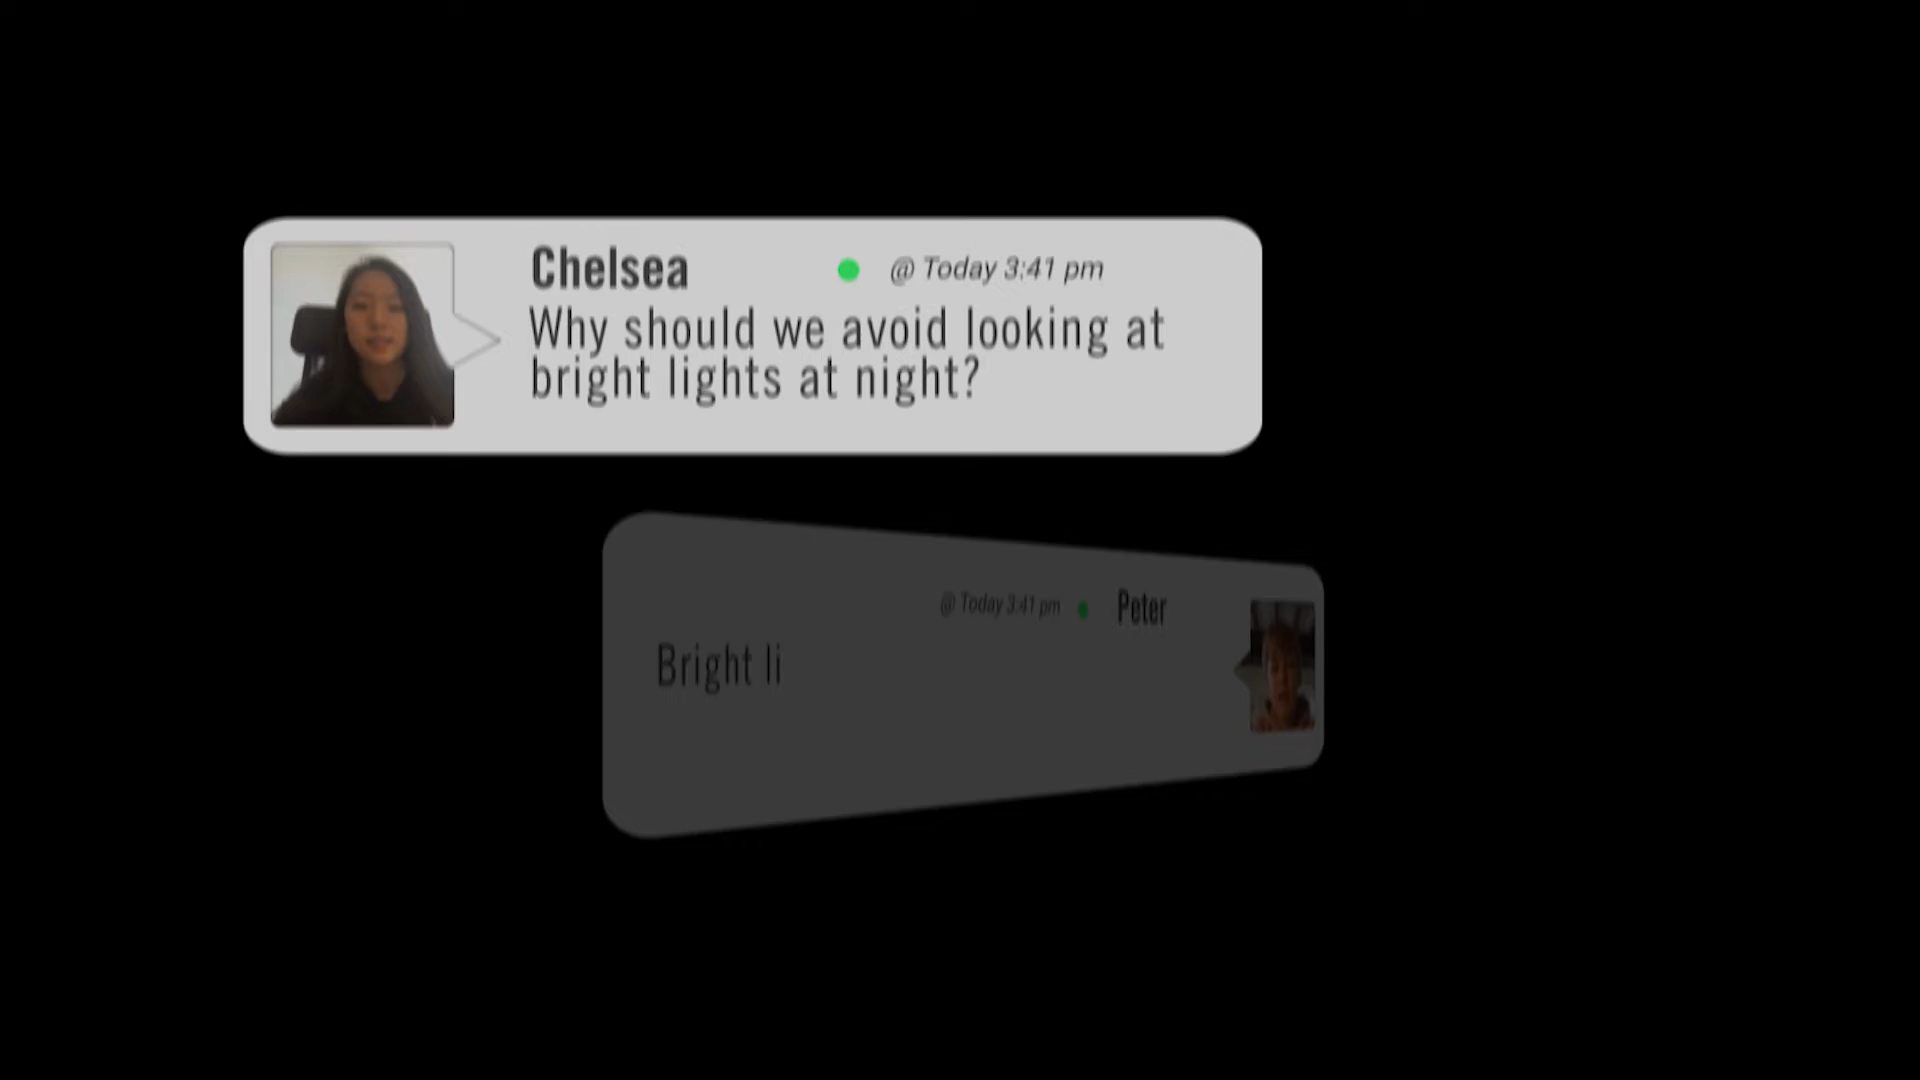 Chelsea
@ Today 3:41 pm
Why should we avoid looking at
bright lights at night?
@ Today 3:41 pm
Peter
Bright li